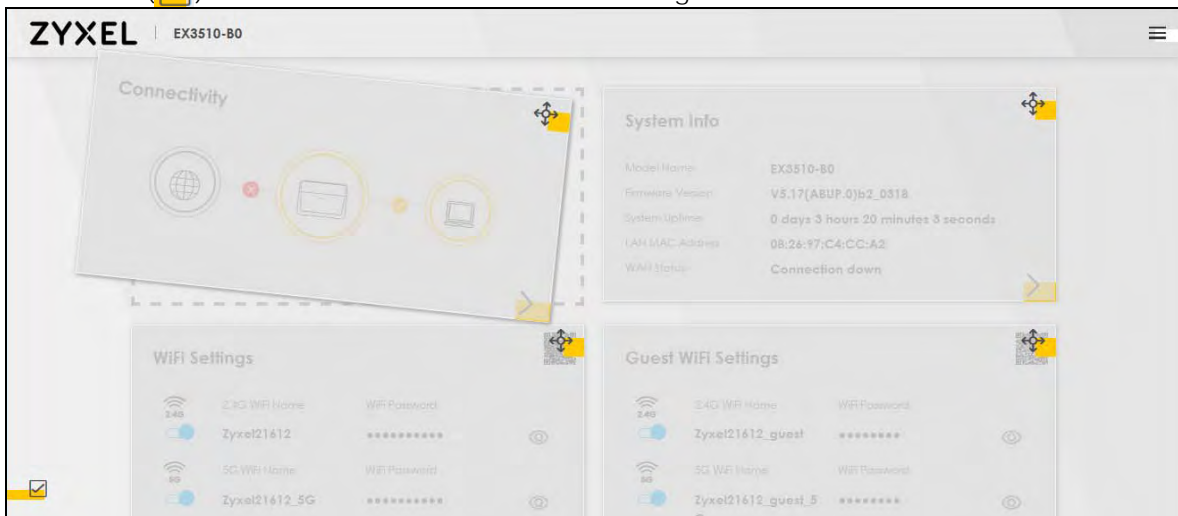 ZYXEL EX3510-B0
Connectivity
System Info
Model Name: EX3510-B0
Firmware Version: V5.17(ABUP.0)b2_0318
System Uptime: 0 days 3 hours 20 minutes 3 seconds
LAN MAC Address: 08:26:97:C4:CC:A2
WAN Status: Connection down
WiFi Settings
2.4G 2.4G WiFi Name WiFi Password
Zyxel21612 **********
5G 5G WiFi Name WiFi Password
Zyxel21612_5G **********
Guest WiFi Settings
2.4G 2.4G WiFi Name WiFi Password
Zyxel21612_guest ********
5G 5G WiFi Name WiFi Password
Zyxel21612_guest_5 ********